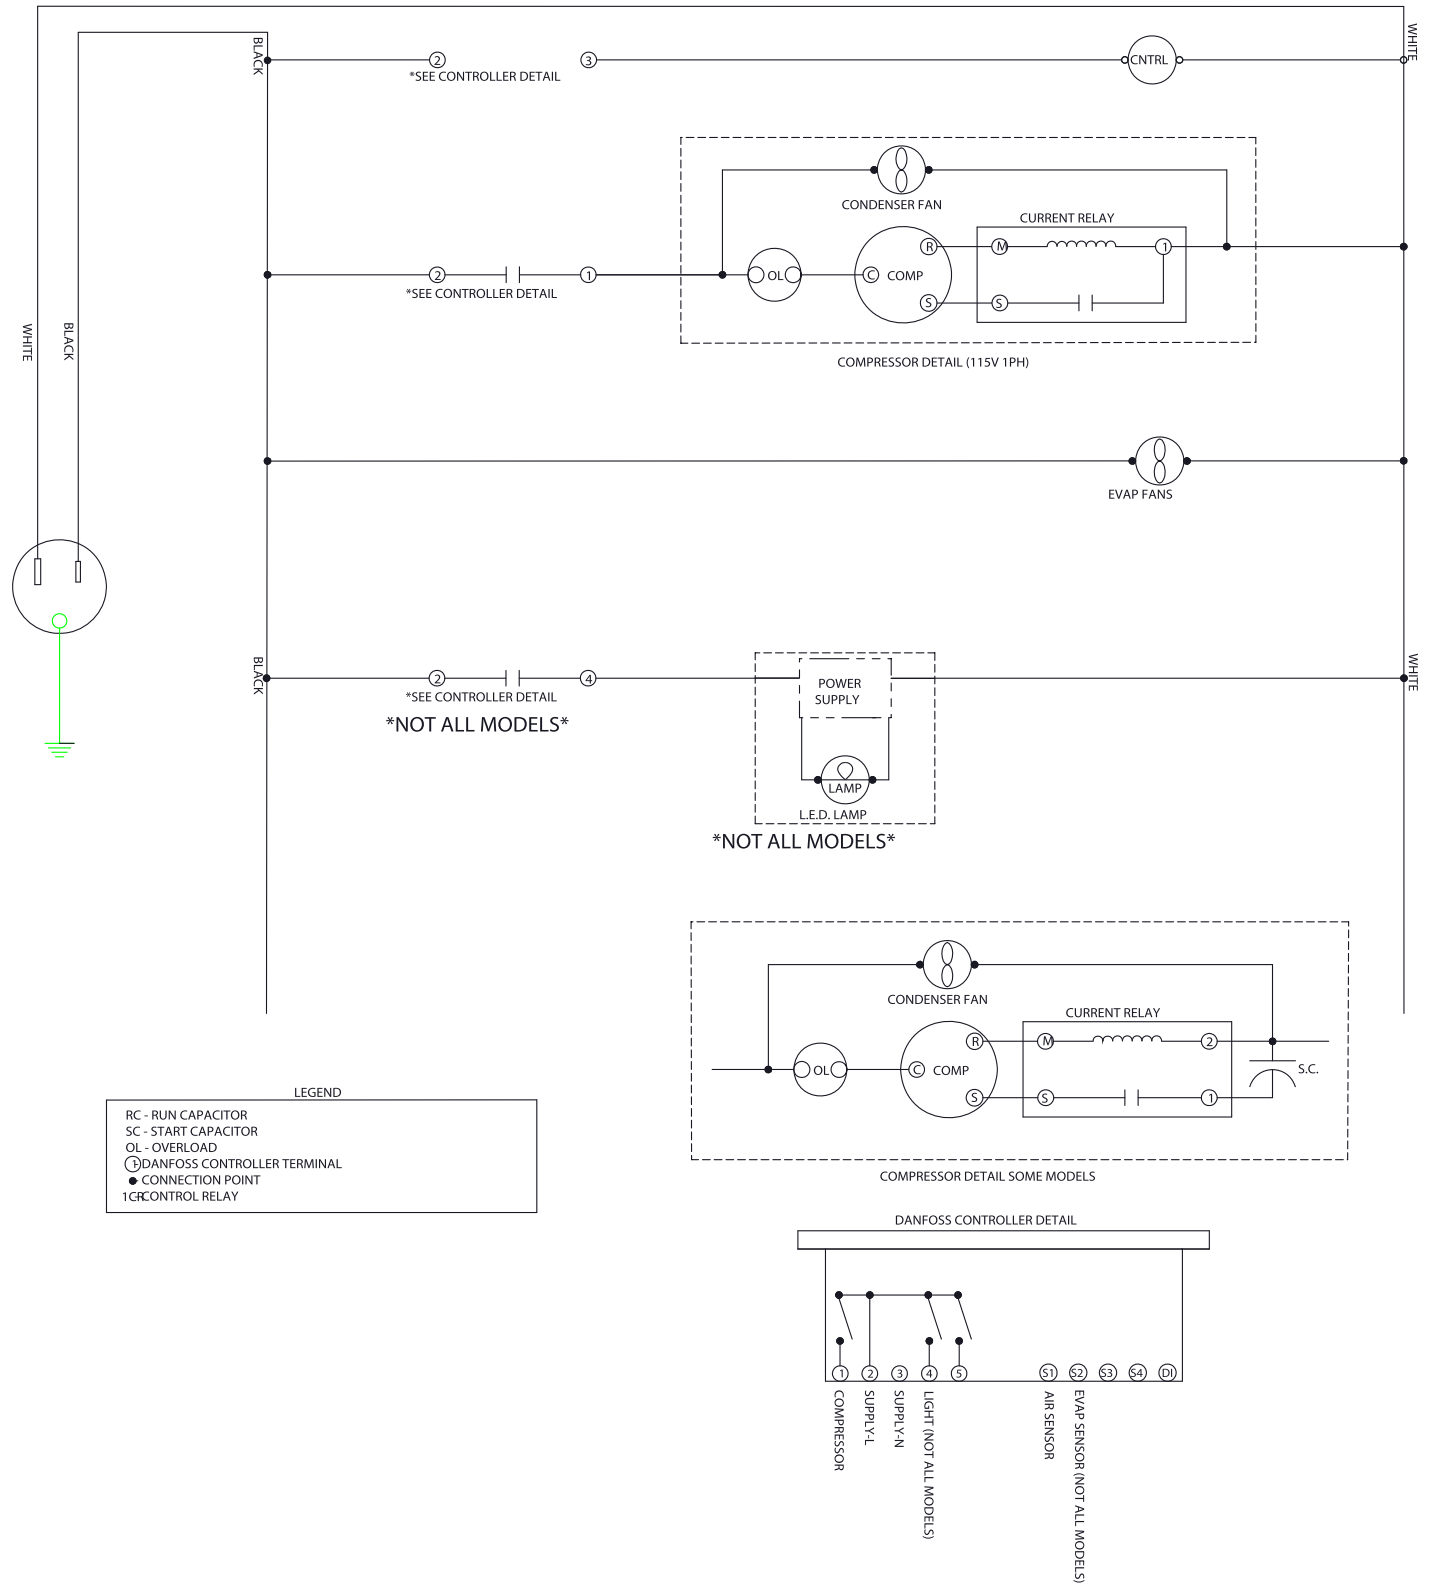 BLACK
WHITE
2
3
CNTRL
*SEE CONTROLLER DETAIL
CONDENSER FAN
CURRENT RELAY
R
M
1
2
1
OL
C
COMP
*SEE CONTROLLER DETAIL
S
S
WHITE
BLACK
COMPRESSOR DETAIL (115V 1PH)
EVAP FANS
BLACK
WHITE
2
4
POWER
SUPPLY
*SEE CONTROLLER DETAIL
*NOT ALL MODELS*
LAMP
L.E.D. LAMP
*NOT ALL MODELS*
CONDENSER FAN
CURRENT RELAY
R
M
2
OL
C
COMP
S.C.
S
S
1
LEGEND
RC - RUN CAPACITOR
SC - START CAPACITOR
OL - OVERLOAD
1 - DANFOSS CONTROLLER TERMINAL
CONNECTION POINT
1CR - CONTROL RELAY
COMPRESSOR DETAIL SOME MODELS
DANFOSS CONTROLLER DETAIL
1
2
3
4
5
S1
S2
S3
S4
DI
COMPRESSOR
SUPPLY-L
SUPPLY-N
LIGHT (NOT ALL MODELS)
AIR SENSOR
EVAP SENSOR (NOT ALL MODELS)